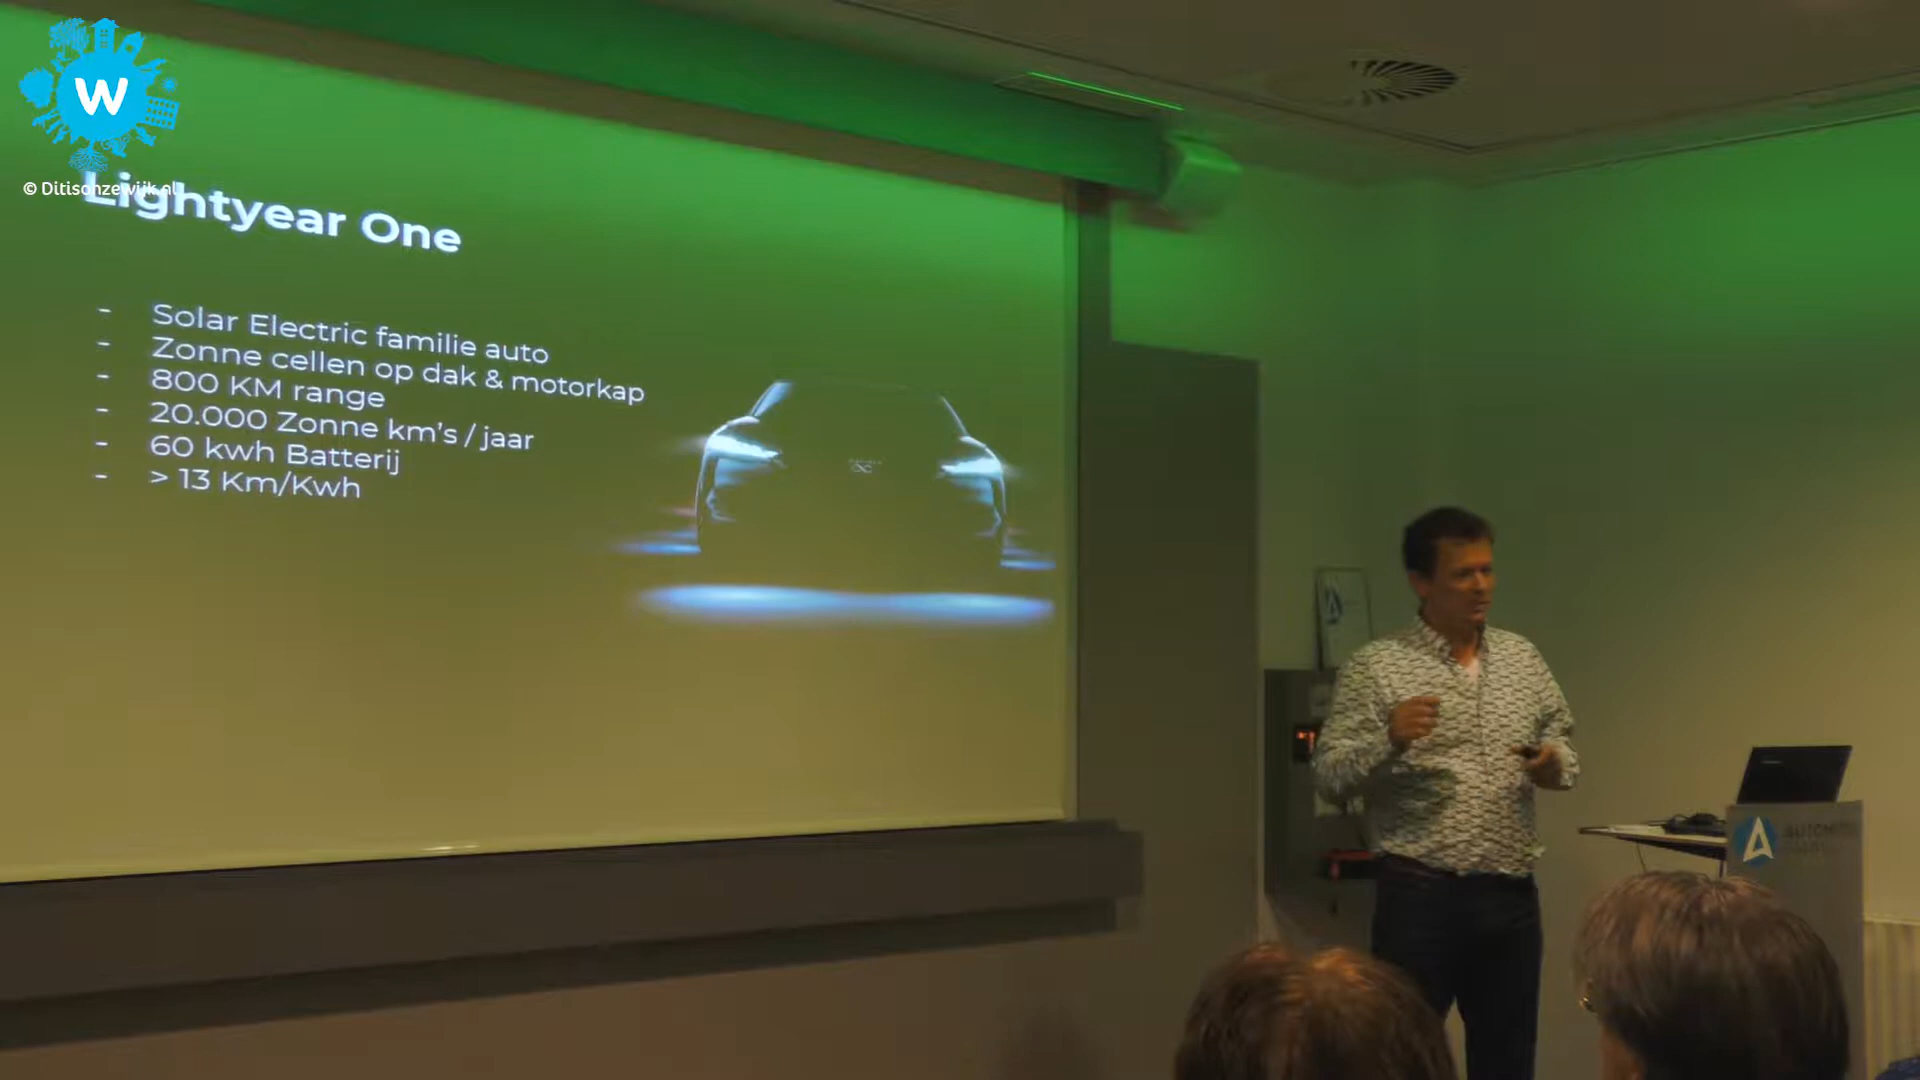 W
© Ditisonzewijk.nl
Lightyear One
- Solar Electric familie auto
- Zonne cellen op dak & motorkap
- 800 KM range
- 20.000 Zonne km's / jaar
- 60 kwh Batterij
- > 13 Km/Kwh